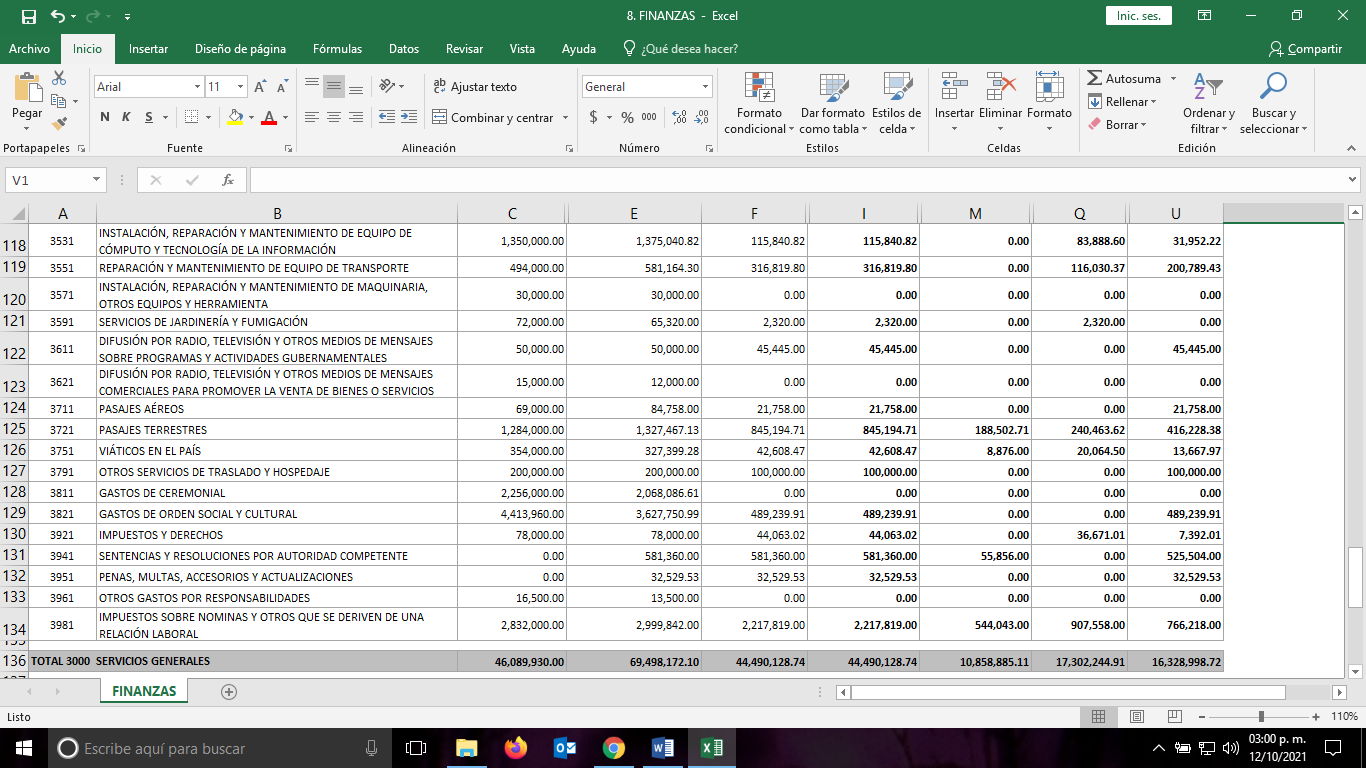 8. FINANZAS - Excel
Inic. ses.
Archivo Inicio Insertar Diseño de página Fórmulas Datos Revisar Vista Ayuda ¿Qué desea hacer? Compartir
Pegar
Arial 11
N K S
Ajustar texto
Combinar y centrar
General
$ % 000
Formato condicional
Dar formato como tabla
Estilos de celda
Insertar Eliminar Formato
Autosuma
Rellenar
Borrar
Ordenar y filtrar
Buscar y seleccionar
Portapapeles Fuente Alineación Número Estilos Celdas Edición
V1 fx
A B C E F I M Q U
118 3531 INSTALACIÓN, REPARACIÓN Y MANTENIMIENTO DE EQUIPO DE
CÓMPUTO Y TECNOLOGÍA DE LA INFORMACIÓN 1,350,000.00 1,375,040.82 115,840.82 115,840.82 0.00 83,888.60 31,952.22
119 3551 REPARACIÓN Y MANTENIMIENTO DE EQUIPO DE TRANSPORTE 494,000.00 581,164.30 316,819.80 316,819.80 0.00 116,030.37 200,789.43
120 3571 INSTALACIÓN, REPARACIÓN Y MANTENIMIENTO DE MAQUINARIA,
OTROS EQUIPOS Y HERRAMIENTA 30,000.00 30,000.00 0.00 0.00 0.00 0.00 0.00
121 3591 SERVICIOS DE JARDINERÍA Y FUMIGACIÓN 72,000.00 65,320.00 2,320.00 2,320.00 0.00 2,320.00 0.00
122 3611 DIFUSIÓN POR RADIO, TELEVISIÓN Y OTROS MEDIOS DE MENSAJES
SOBRE PROGRAMAS Y ACTIVIDADES GUBERNAMENTALES 50,000.00 50,000.00 45,445.00 45,445.00 0.00 0.00 45,445.00
123 3621 DIFUSIÓN POR RADIO, TELEVISIÓN Y OTROS MEDIOS DE MENSAJES
COMERCIALES PARA PROMOVER LA VENTA DE BIENES O SERVICIOS 15,000.00 12,000.00 0.00 0.00 0.00 0.00 0.00
124 3711 PASAJES AÉREOS 69,000.00 84,758.00 21,758.00 21,758.00 0.00 0.00 21,758.00
125 3721 PASAJES TERRESTRES 1,284,000.00 1,327,467.13 845,194.71 845,194.71 188,502.71 240,463.62 416,228.38
126 3751 VIÁTICOS EN EL PAÍS 354,000.00 327,399.28 42,608.47 42,608.47 8,876.00 20,064.50 13,667.97
127 3791 OTROS SERVICIOS DE TRASLADO Y HOSPEDAJE 200,000.00 200,000.00 100,000.00 100,000.00 0.00 0.00 100,000.00
128 3811 GASTOS DE CEREMONIAL 2,256,000.00 2,068,086.61 0.00 0.00 0.00 0.00 0.00
129 3821 GASTOS DE ORDEN SOCIAL Y CULTURAL 4,413,960.00 3,627,750.99 489,239.91 489,239.91 0.00 0.00 489,239.91
130 3921 IMPUESTOS Y DERECHOS 78,000.00 78,000.00 44,063.02 44,063.02 0.00 36,671.01 7,392.01
131 3941 SENTENCIAS Y RESOLUCIONES POR AUTORIDAD COMPETENTE 0.00 581,360.00 581,360.00 581,360.00 55,856.00 0.00 525,504.00
132 3951 PENAS, MULTAS, ACCESORIOS Y ACTUALIZACIONES 0.00 32,529.53 32,529.53 32,529.53 0.00 0.00 32,529.53
133 3961 OTROS GASTOS POR RESPONSABILIDADES 16,500.00 13,500.00 0.00 0.00 0.00 0.00 0.00
134 3981 IMPUESTOS SOBRE NOMINAS Y OTROS QUE SE DERIVEN DE UNA
RELACIÓN LABORAL 2,832,000.00 2,999,842.00 2,217,819.00 2,217,819.00 544,043.00 907,558.00 766,218.00
136 TOTAL 3000 SERVICIOS GENERALES 46,089,930.00 69,498,172.10 44,490,128.74 44,490,128.74 10,858,885.11 17,302,244.91 16,328,998.72
FINANZAS
Listo 110%
Escribe aquí para buscar
03:00 p. m.
12/10/2021